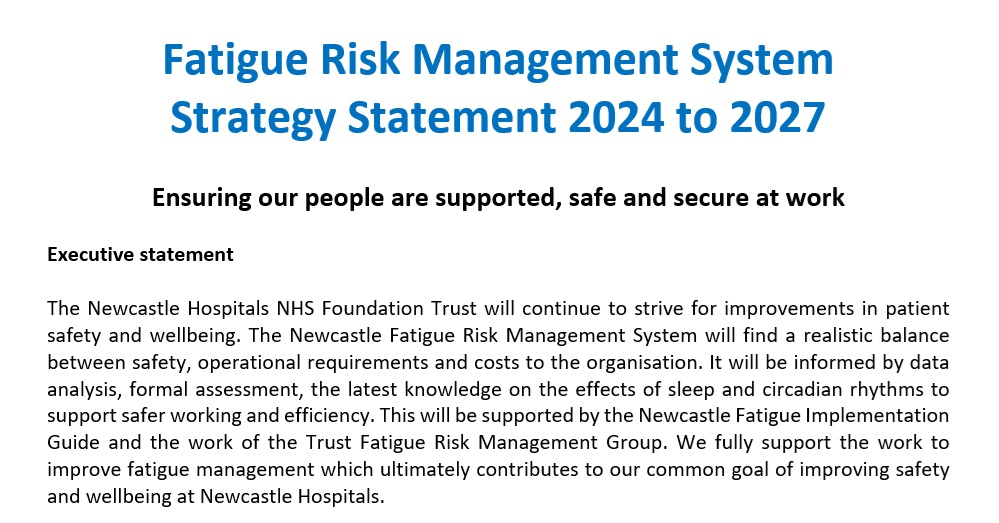 Fatigue Risk Management System
Strategy Statement 2024 to 2027
Ensuring our people are supported, safe and secure at work
Executive statement
The Newcastle Hospitals NHS Foundation Trust will continue to strive for improvements in patient
safety and wellbeing. The Newcastle Fatigue Risk Management System will find a realistic balance
between safety, operational requirements and costs to the organisation. It will be informed by data
analysis, formal assessment, the latest knowledge on the effects of sleep and circadian rhythms to
support safer working and efficiency. This will be supported by the Newcastle Fatigue Implementation
Guide and the work of the Trust Fatigue Risk Management Group. We fully support the work to
improve fatigue management which ultimately contributes to our common goal of improving safety
and wellbeing at Newcastle Hospitals.